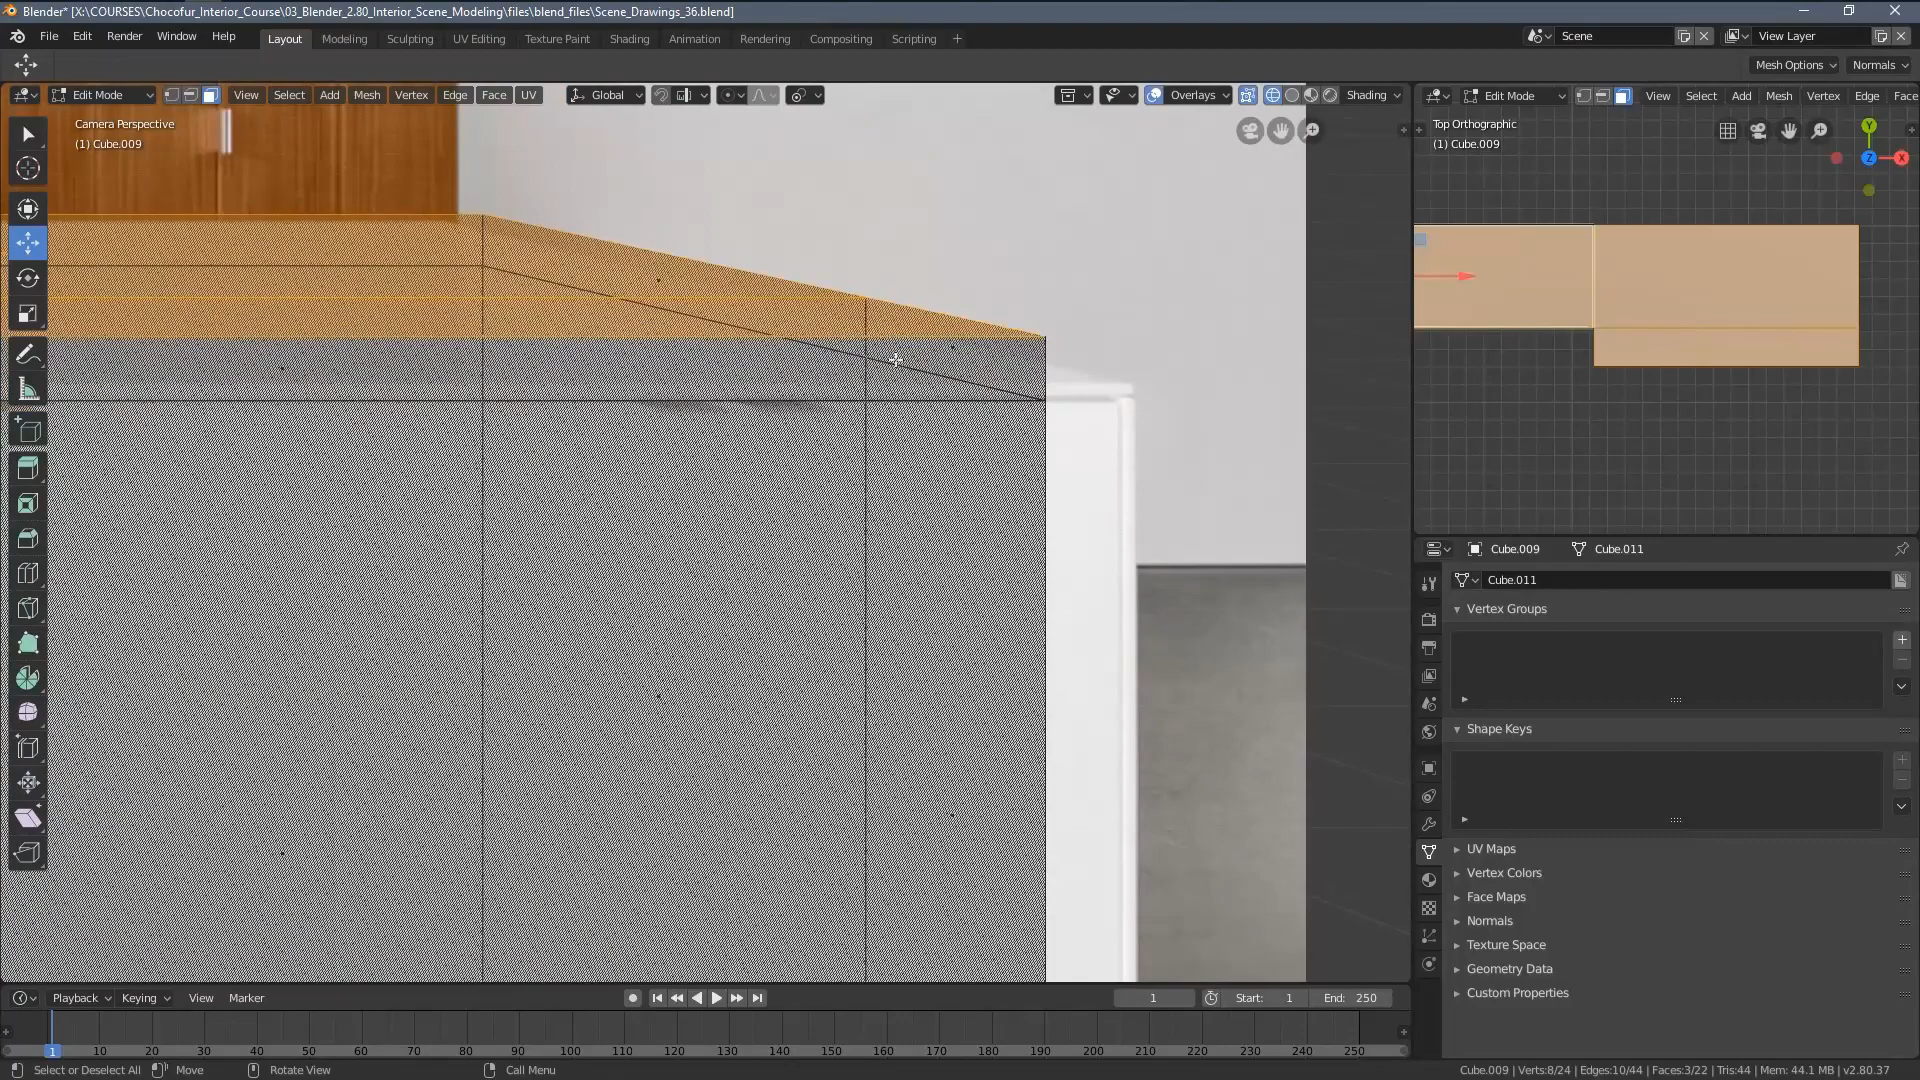 Blender* [X:\COURSES\Chocofur_Interior_Course\03_Blender_2.80_Interior_Scene_Modeling\files\blend_files\Scene_Drawings_36.blend]
File Edit Render Window Help Layout Modeling Sculpting UV Editing Texture Paint Shading Animation Rendering Compositing Scripting + Scene View Layer
Mesh Options Normals
Edit Mode View Select Add Mesh Vertex Edge Face UV Global Overlays Shading
Edit Mode View Select Add Mesh Vertex Edge Face
Camera Perspective
(1) Cube.009
Top Orthographic
(1) Cube.009
Y
Z
X
Cube.009 Cube.011
Cube.011
Vertex Groups
Shape Keys
UV Maps
Vertex Colors
Face Maps
Normals
Texture Space
Geometry Data
Custom Properties
Playback Keying View Marker 1 Start: 1 End: 250
1 10 20 30 40 50 60 70 80 90 100 110 120 130 140 150 160 170 180 190 200 210 220 230 240 250
Select or Deselect All Move Rotate View Call Menu Cube.009 | Verts:8/24 | Edges:10/44 | Faces:3/22 | Tris:44 | Mem: 44.1 MB | v2.80.37